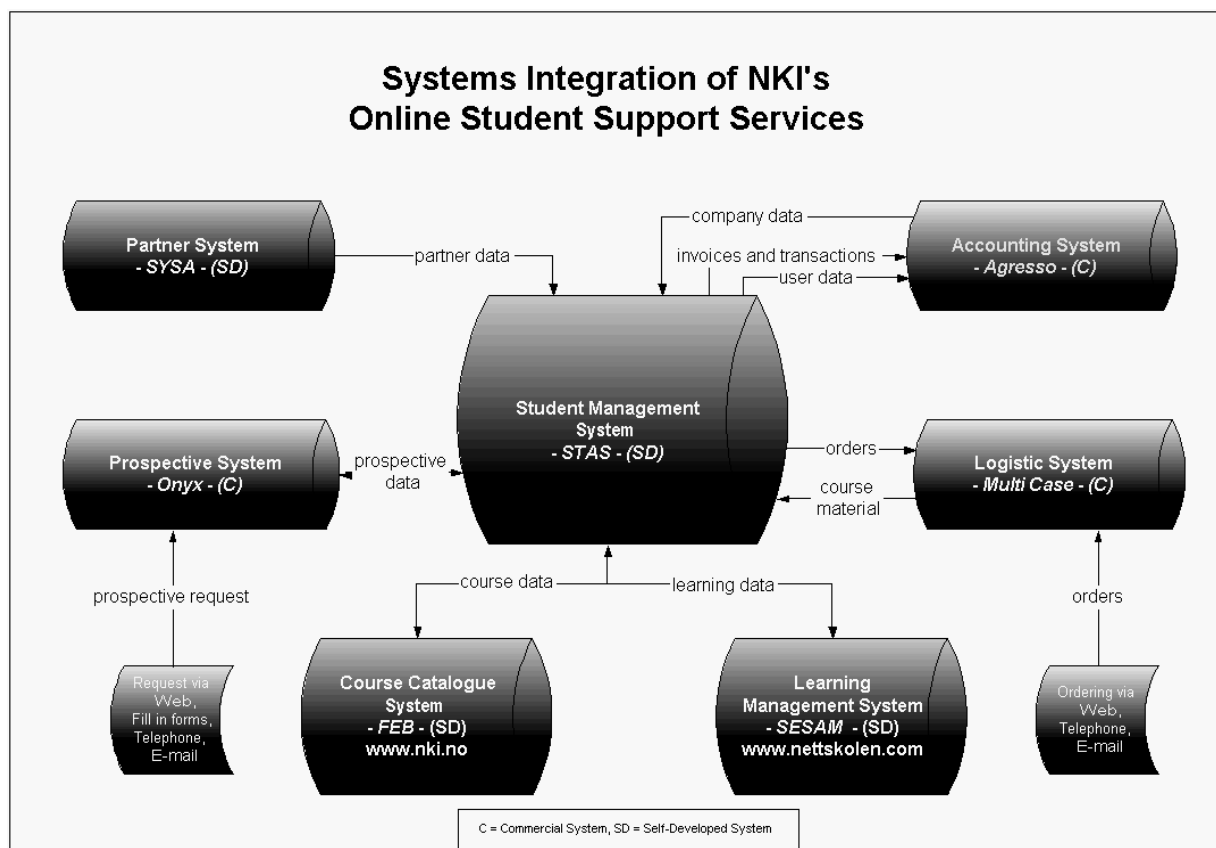 Systems Integration of NKI's
Online Student Support Services
Partner System
- SYSA - (SD)
partner data
company data
invoices and transactions
user data
Accounting System
- Agresso - (C)
Student Management
System
- STAS - (SD)
Prospective System
- Onyx - (C)
prospective
data
orders
course
material
Logistic System
- Multi Case - (C)
prospective request
course data
learning data
orders
Request via
Web,
Fill in forms,
Telephone,
E-mail
Course Catalogue
System
- FEB - (SD)
www.nki.no
Learning
Management System
- SESAM - (SD)
www.nettskolen.com
Ordering via
Web,
Telephone,
E-mail
C = Commercial System, SD = Self-Developed System